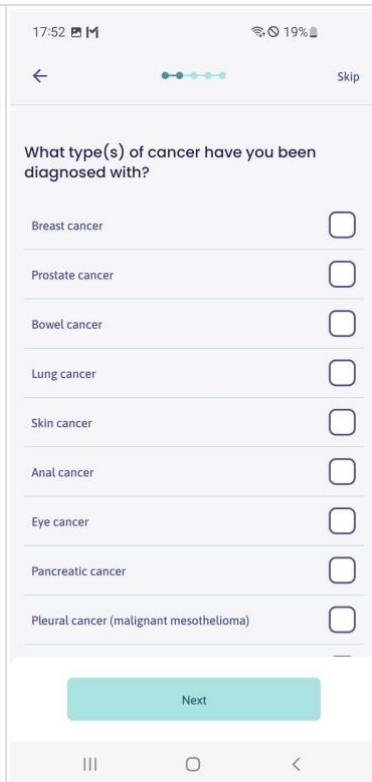 17:52 M 19%
Skip
What type(s) of cancer have you been
diagnosed with?
Breast cancer
Prostate cancer
Bowel cancer
Lung cancer
Skin cancer
Anal cancer
Eye cancer
Pancreatic cancer
Pleural cancer (malignant mesothelioma)
Next